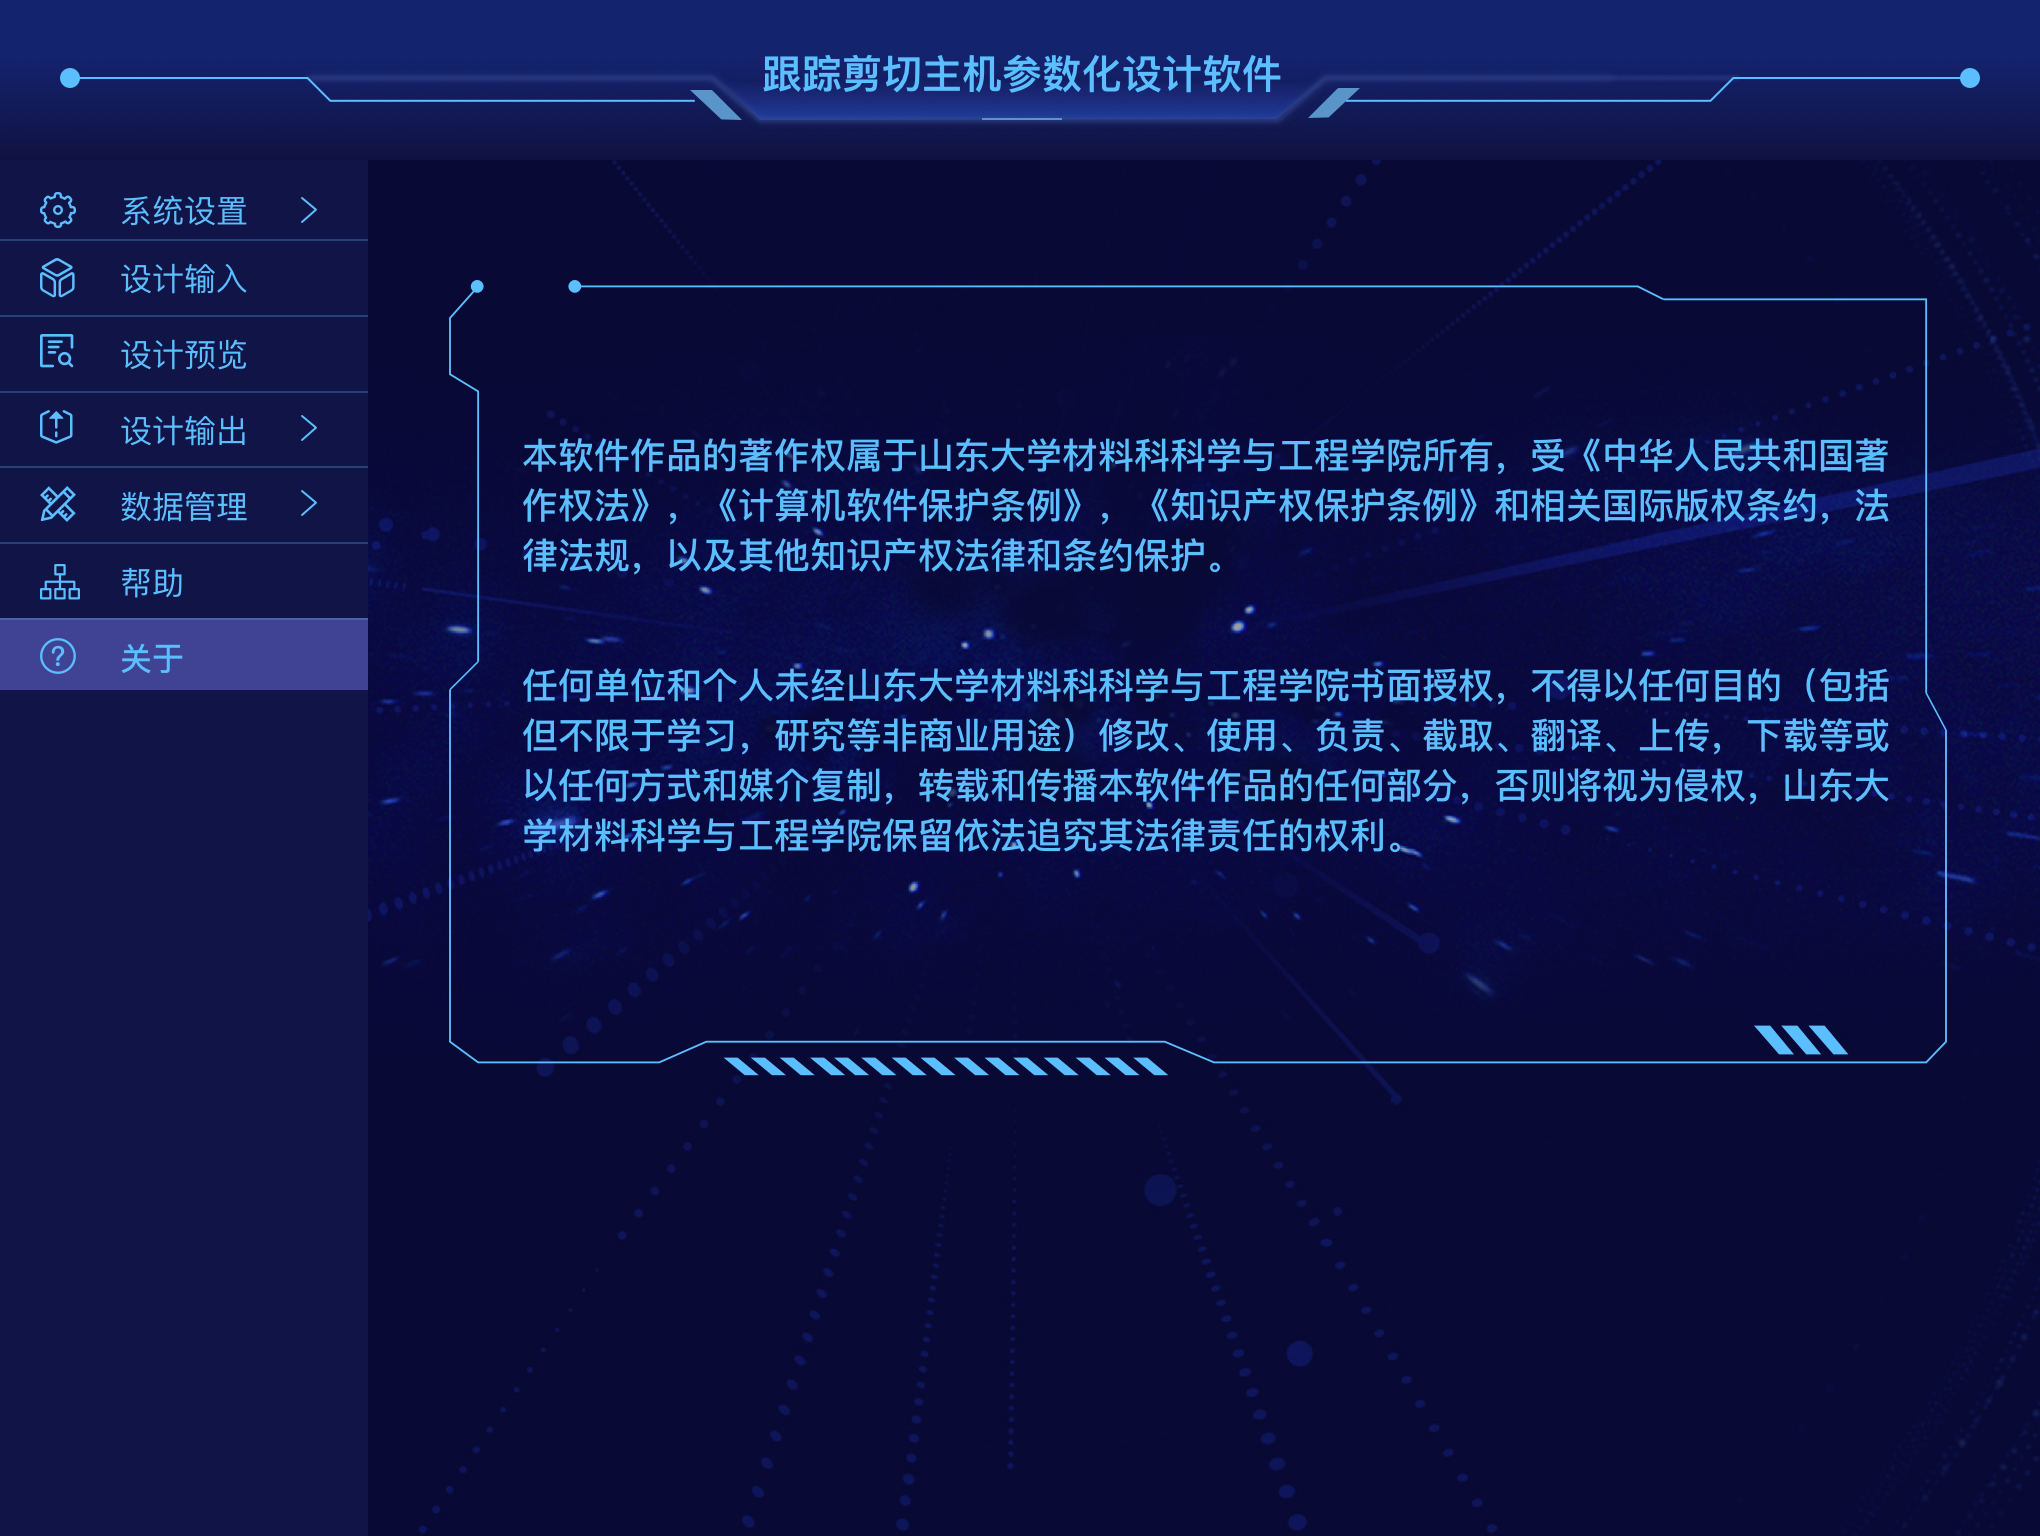 跟踪剪切主机参数化设计软件
系统设置
设计输入
设计预览
设计输出
数据管理
帮助
关于
本软件作品的著作权属于山东大学材料科科学与工程学院所有，受《中华人民共和国著
作权法》，《计算机软件保护条例》，《知识产权保护条例》和相关国际版权条约，法
律法规，以及其他知识产权法律和条约保护。
任何单位和个人未经山东大学材料科科学与工程学院书面授权，不得以任何目的（包括
但不限于学习，研究等非商业用途）修改、使用、负责、截取、翻译、上传，下载等或
以任何方式和媒介复制，转载和传播本软件作品的任何部分，否则将视为侵权，山东大
学材料科学与工程学院保留依法追究其法律责任的权利。